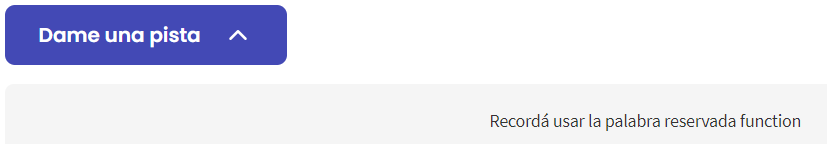 Dame una pista
Recordá usar la palabra reservada function